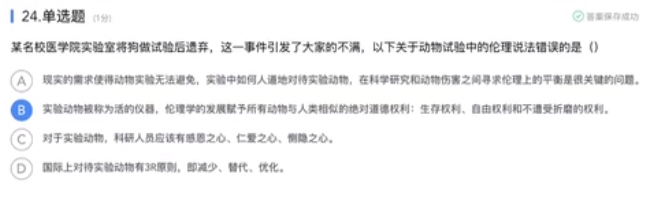 24.单选题 (1分)
答案保存成功
某名校医学院实验室将狗做试验后遗弃，这一事件引发了大家的不满，以下关于动物试验中的伦理说法错误的是（）
A 现实的需求使得动物实验无法避免，实验中如何人道地对待实验动物，在科学研究和动物伤害之间寻求伦理上的平衡是很关键的问题。
B 实验动物被称为活的仪器，伦理学的发展赋予所有动物与人类相似的绝对道德权利：生存权利、自由权利和不遭受折磨的权利。
C 对于实验动物，科研人员应该有感恩之心、仁爱之心、恻隐之心。
D 国际上对待实验动物有3R原则，即减少、替代、优化。